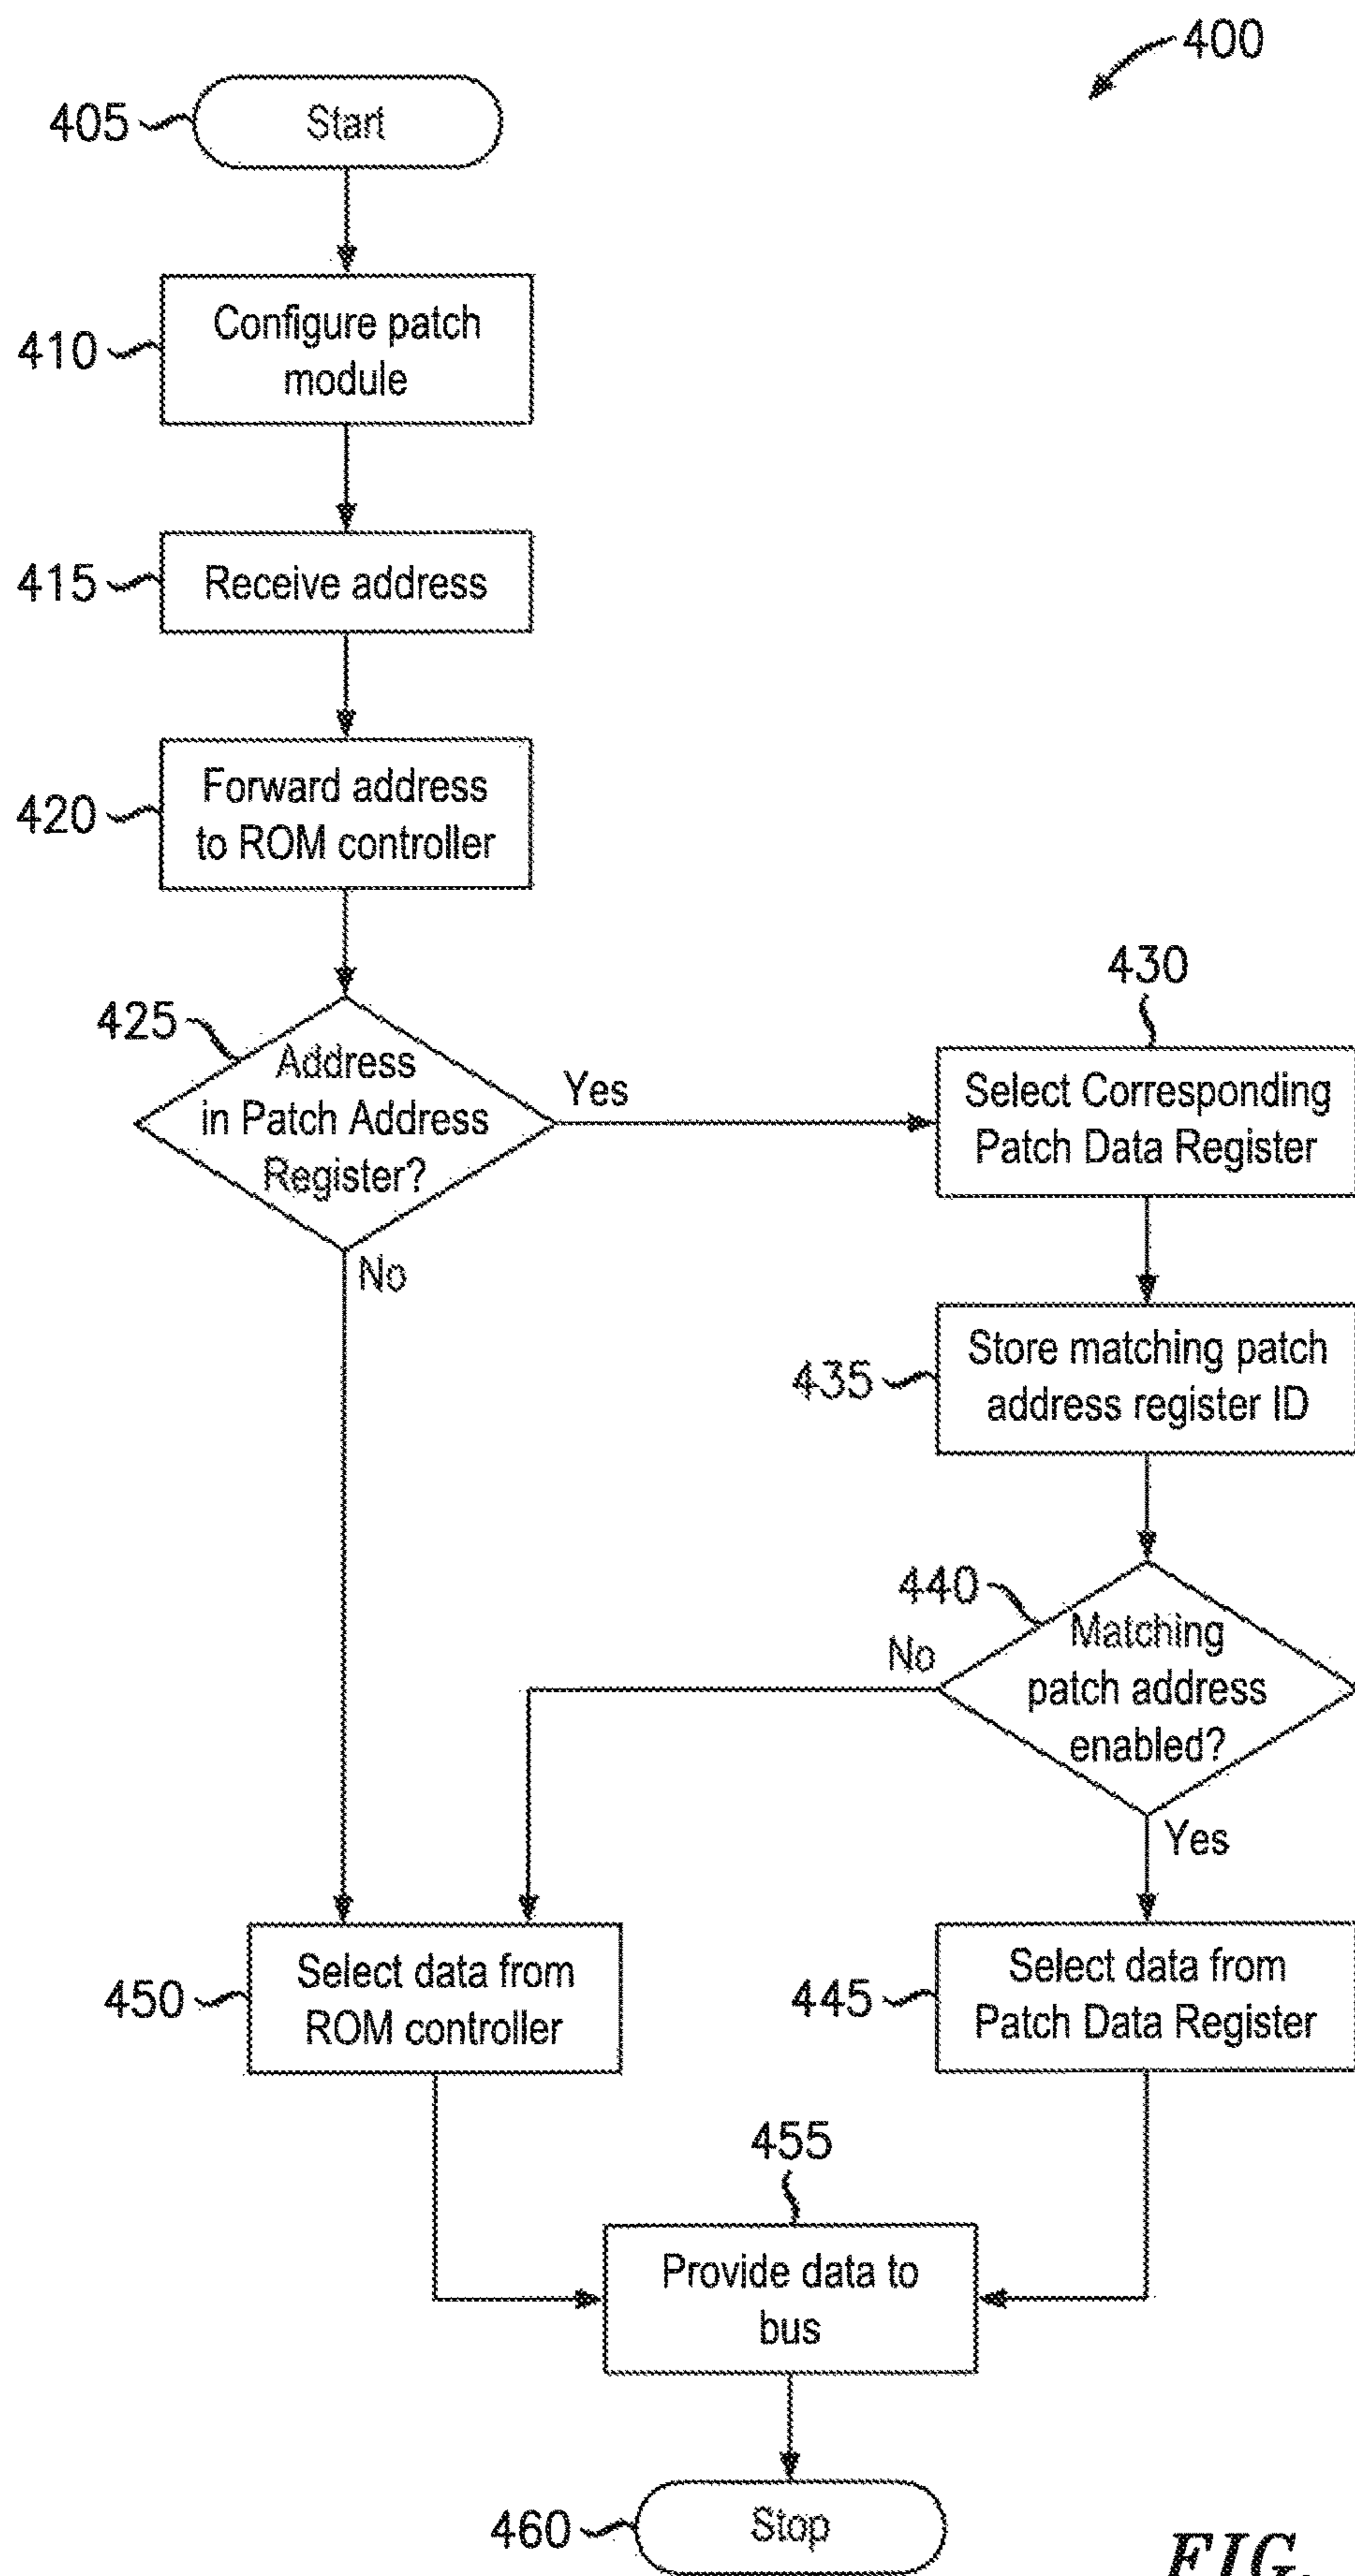 400
405
Start
410
Configure patch
module
415
Receive address
420
Forward address
to ROM controller
425
Address
in Patch Address
Register?
Yes
No
430
Select Corresponding
Patch Data Register
435
Store matching patch
address register ID
440
Matching
patch address
enabled?
No
Yes
450
Select data from
ROM controller
445
Select data from
Patch Data Register
455
Provide data to
bus
460
Stop
FIG.